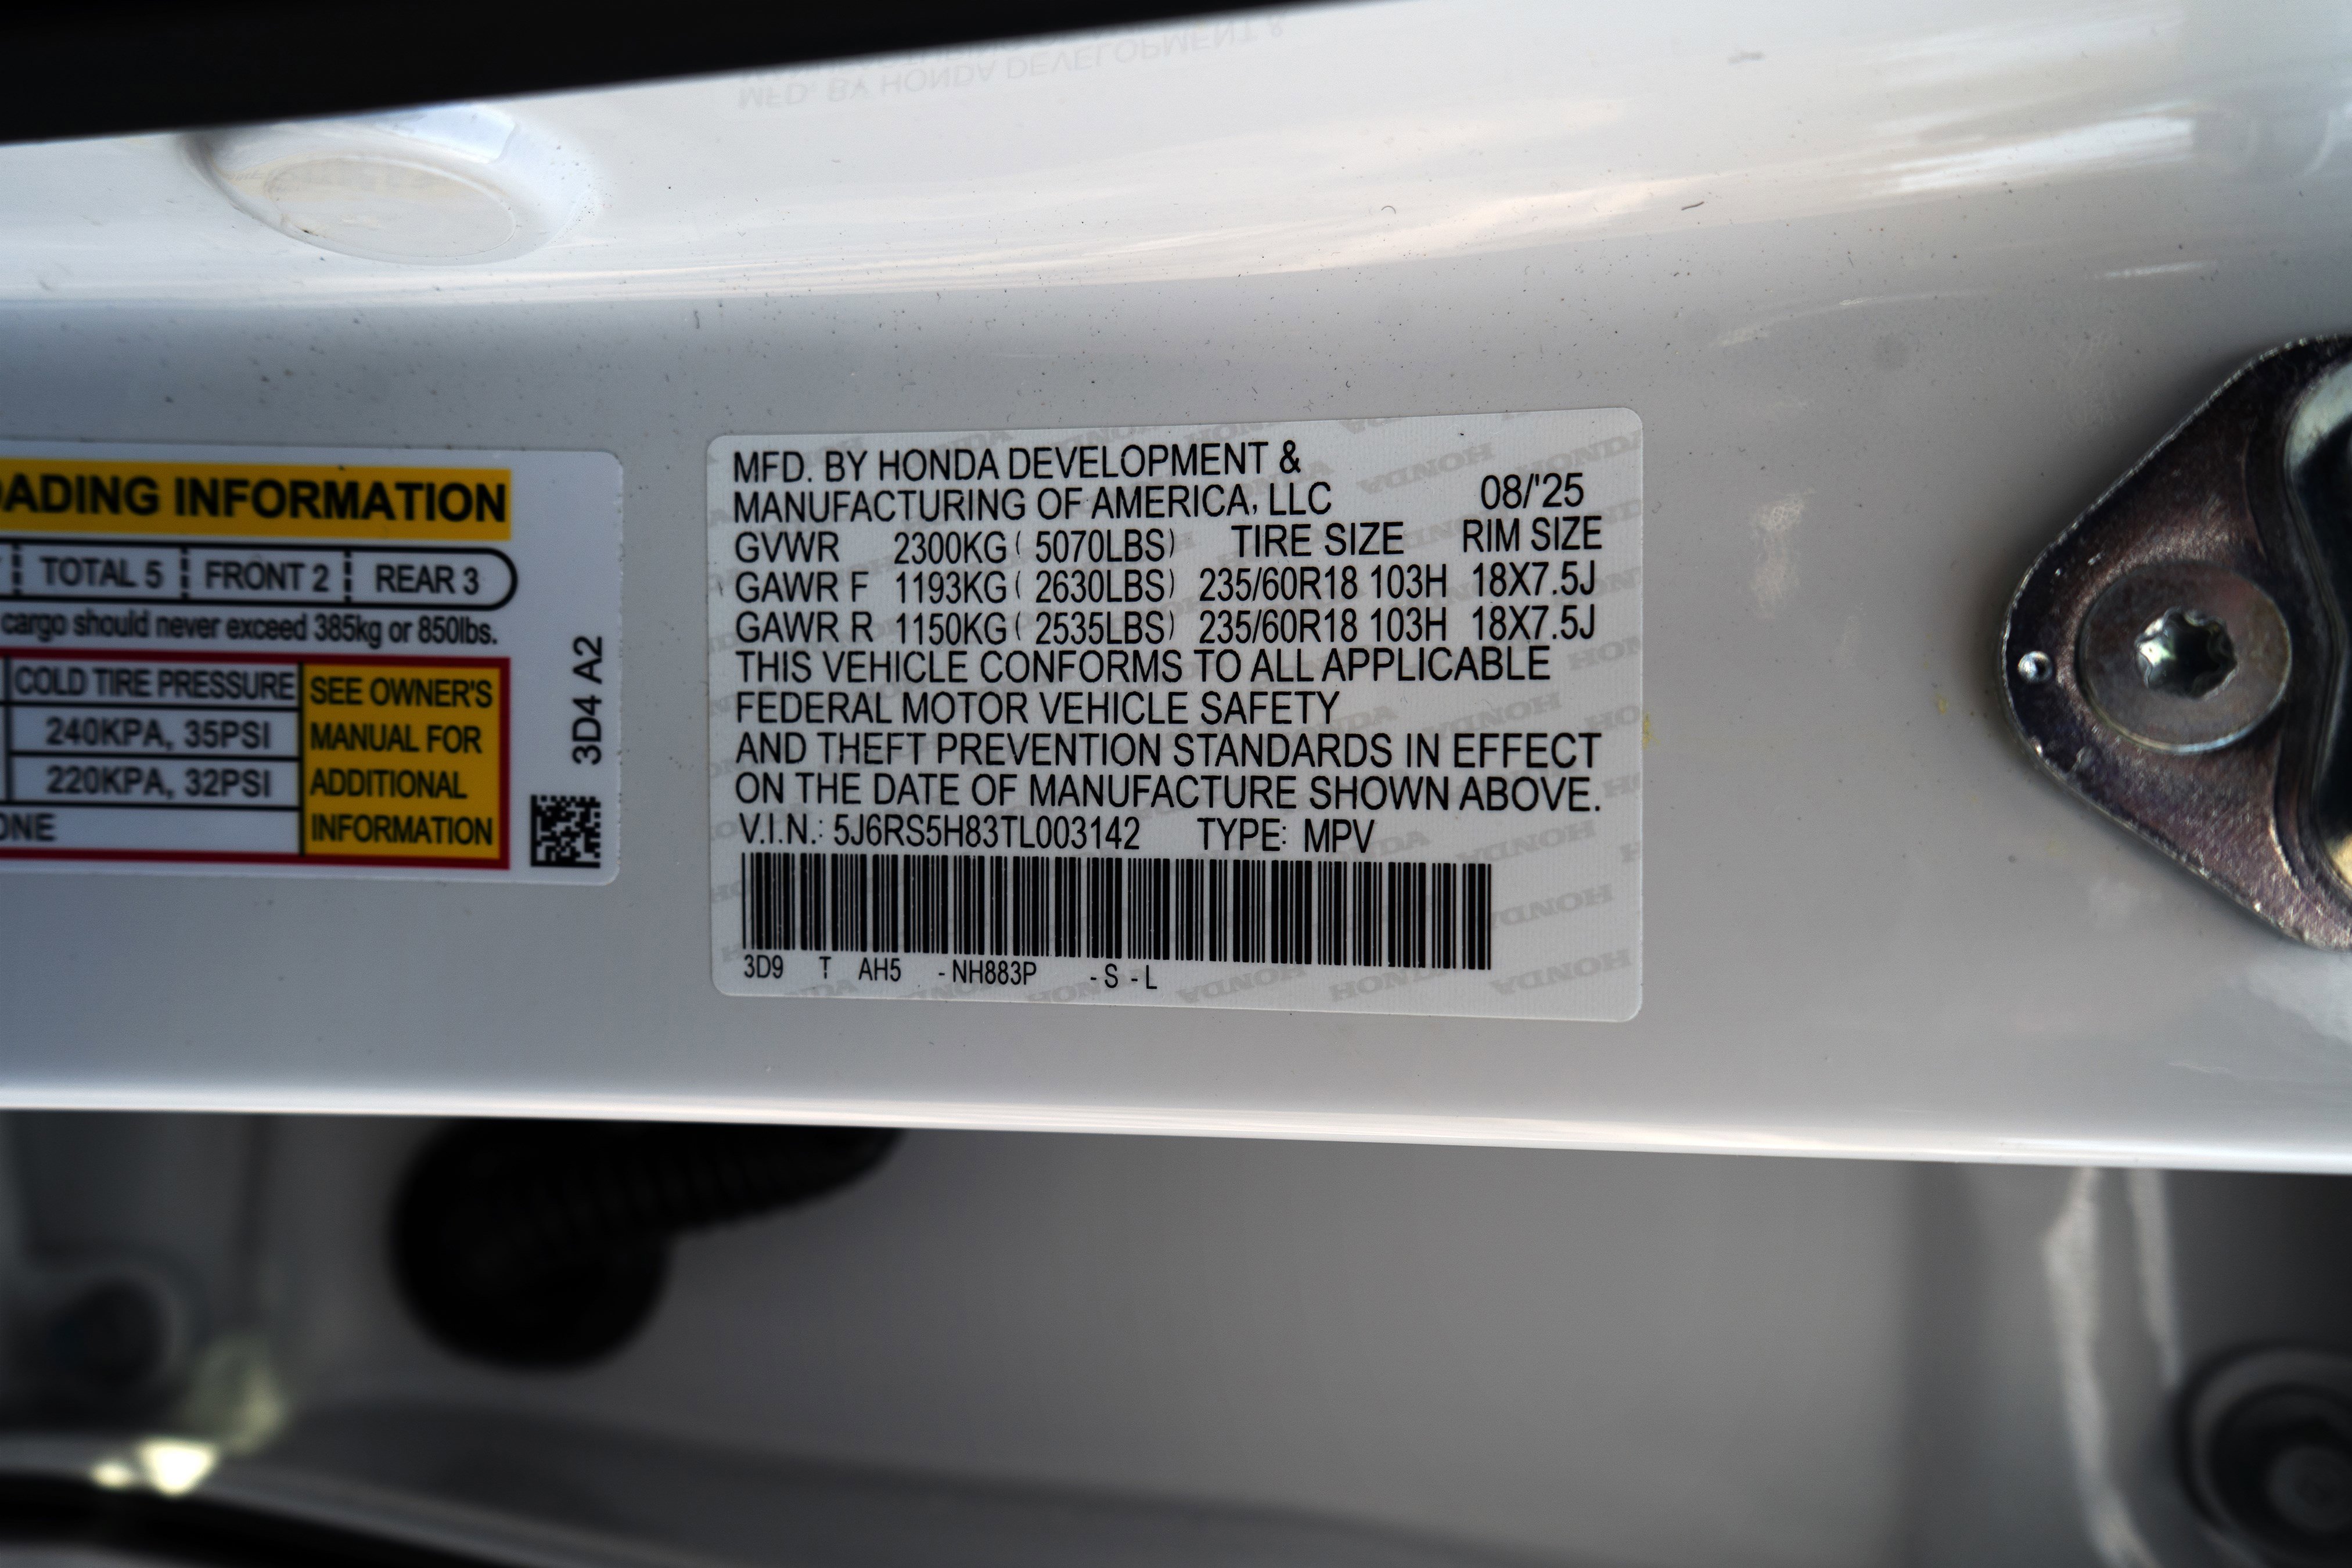 ADING INFORMATION
TOTAL 5 FRONT 2 REAR 3
cargo should never exceed 385kg or 850lbs.
COLD TIRE PRESSURE
240KPA, 35PSI
220KPA, 32PSI
SEE OWNER'S
MANUAL FOR
ADDITIONAL
INFORMATION
3D4 A2
MFD. BY HONDA DEVELOPMENT &
MANUFACTURING OF AMERICA, LLC 08/'25
GVWR 2300KG ( 5070LBS) TIRE SIZE RIM SIZE
GAWR F 1193KG ( 2630LBS) 235/60R18 103H 18X7.5J
GAWR R 1150KG ( 2535LBS) 235/60R18 103H 18X7.5J
THIS VEHICLE CONFORMS TO ALL APPLICABLE
FEDERAL MOTOR VEHICLE SAFETY
AND THEFT PREVENTION STANDARDS IN EFFECT
ON THE DATE OF MANUFACTURE SHOWN ABOVE.
V.I.N.: 5J6RS5H83TL003142 TYPE: MPV
3D9 T AH5 - NH883P - S - L